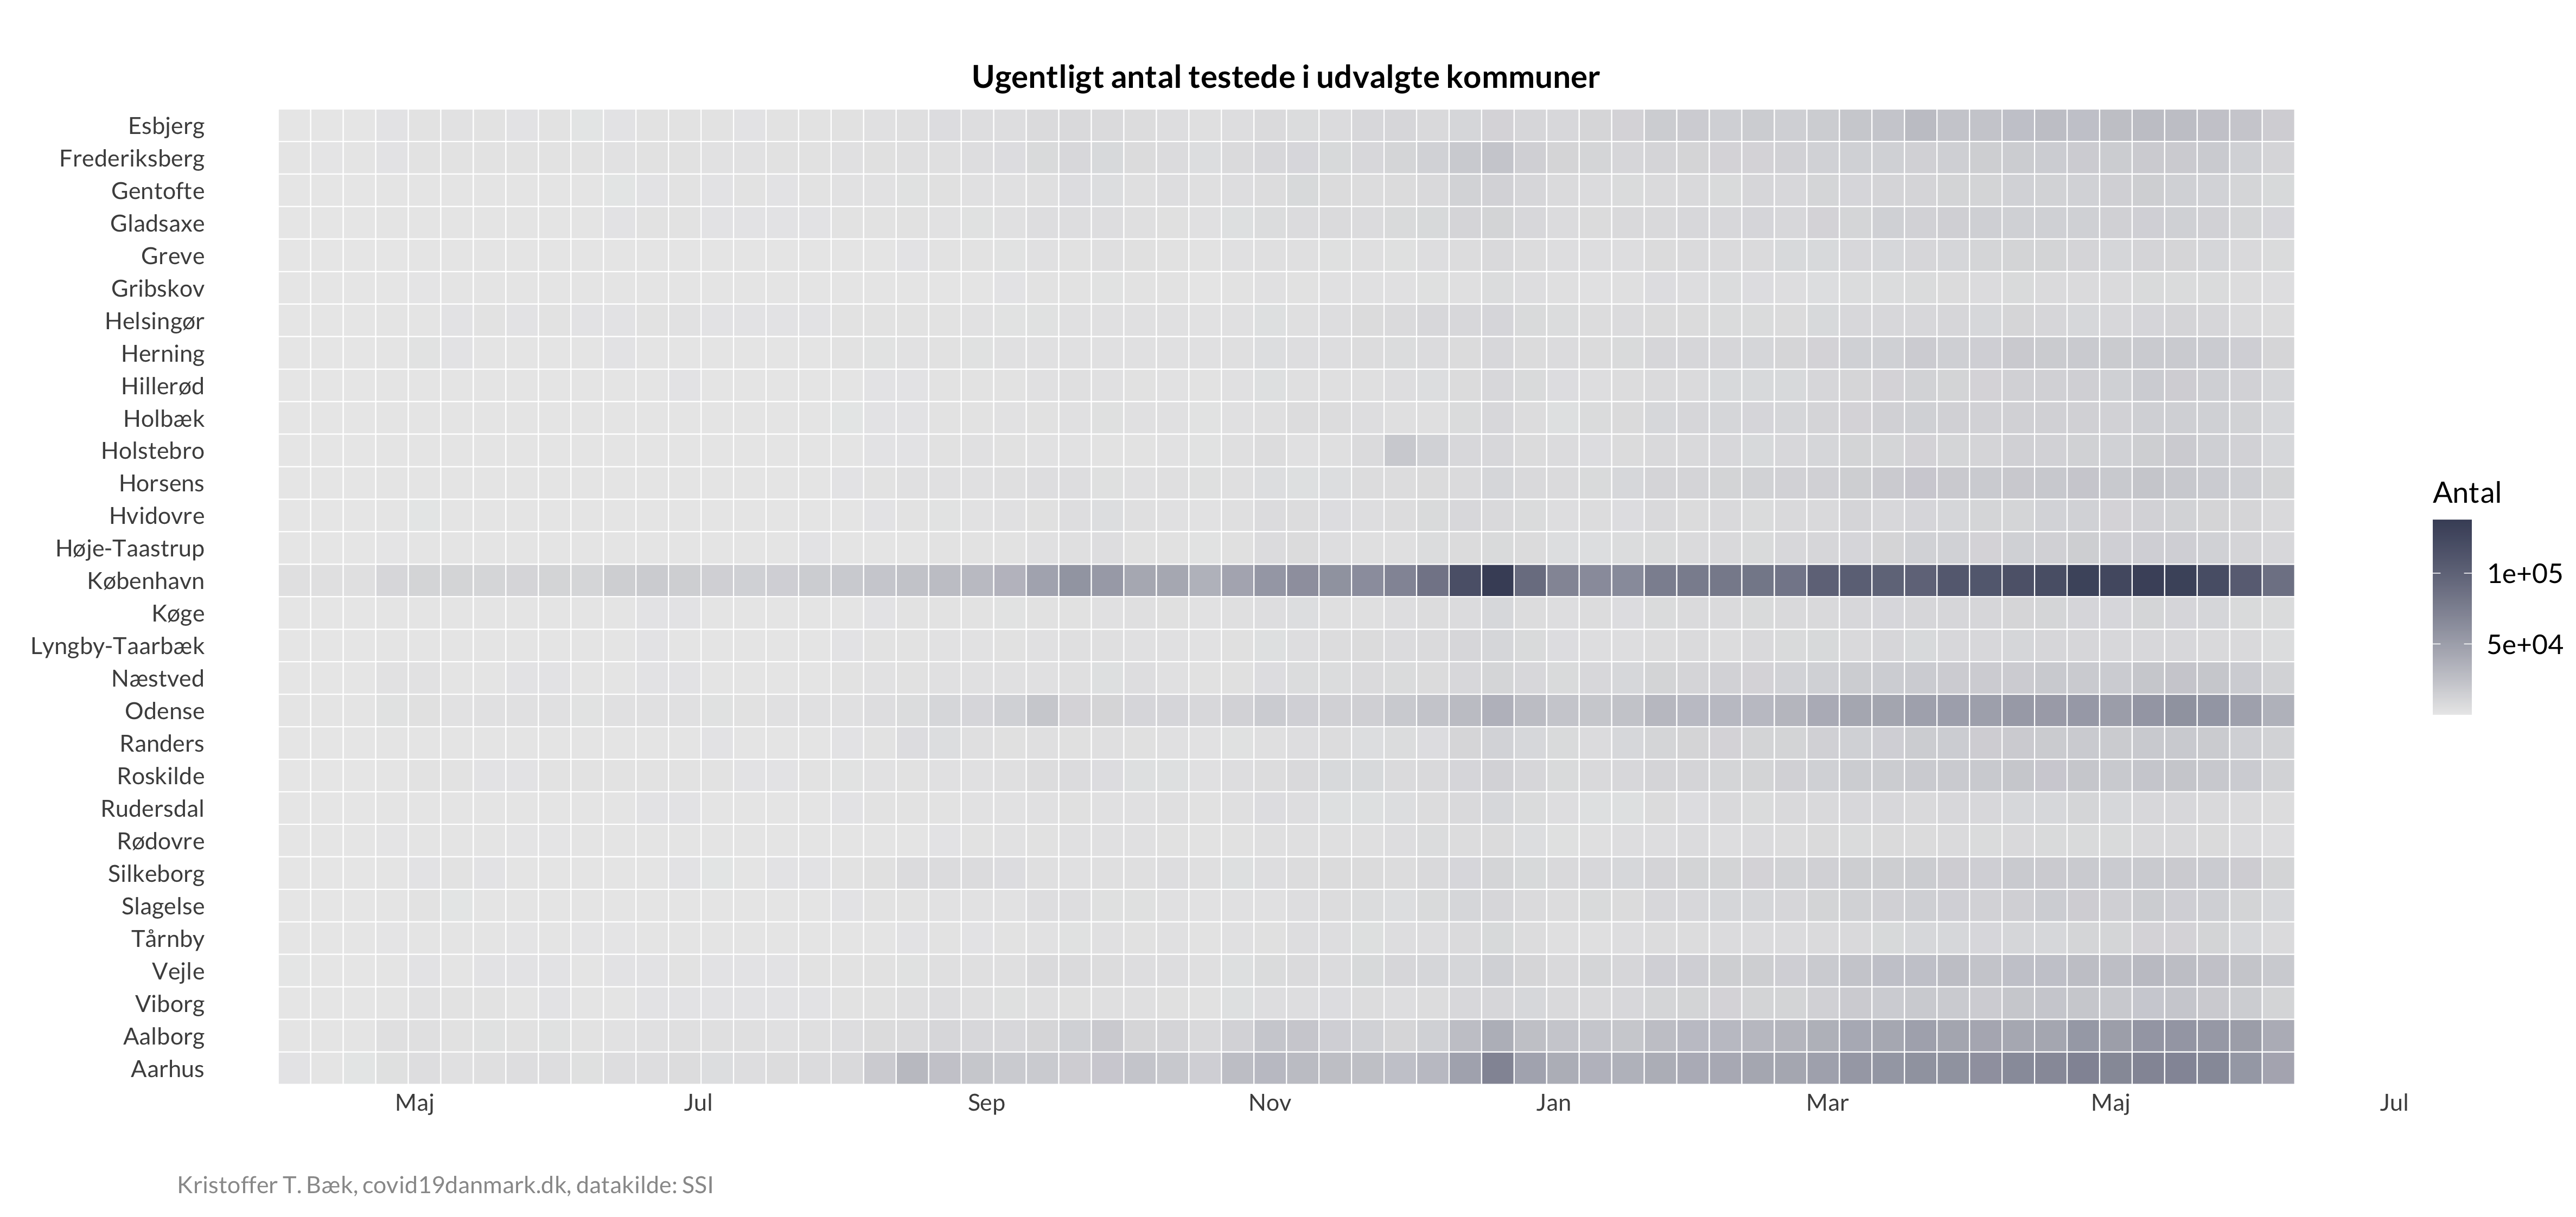 Ugentligt antal testede i udvalgte kommuner
Esbjerg
Frederiksberg
Gentofte
Gladsaxe
Greve
Gribskov
Helsingør
Herning
Hillerød
Holbæk
Holstebro
Horsens
Hvidovre
Høje-Taastrup
København
Køge
Lyngby-Taarbæk
Næstved
Odense
Randers
Roskilde
Rudersdal
Rødovre
Silkeborg
Slagelse
Tårnby
Vejle
Viborg
Aalborg
Aarhus
Maj Jul Sep Nov Jan Mar Maj Jul
Antal
1e+05
5e+04
Kristoffer T. Bæk, covid19danmark.dk, datakilde: SSI